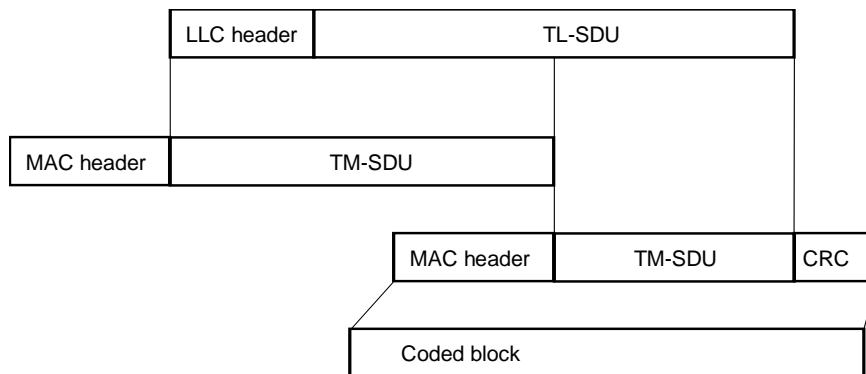 LLC header TL-SDU
MAC header TM-SDU
MAC header TM-SDU CRC
Coded block